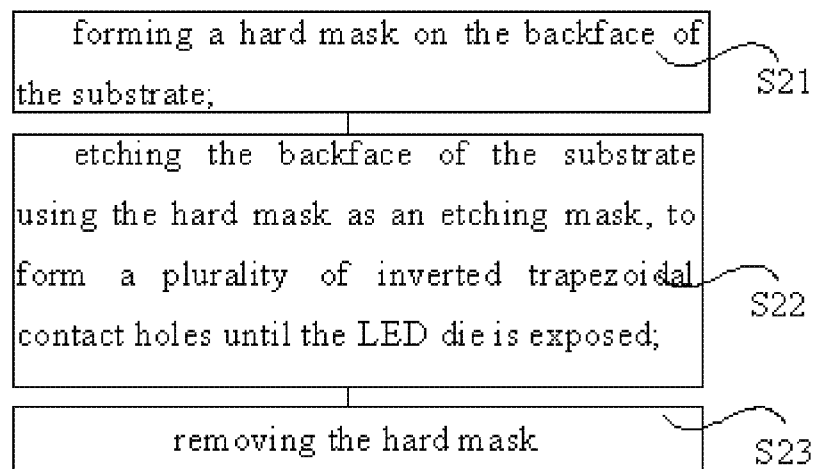 forming a hard mask on the backface of
the substrate;
S21
etching the backface of the substrate
using the hard mask as an etching mask, to
form a plurality of inverted trapezoidal
contact holes until the LED die is exposed;
S22
removing the hard mask
S23